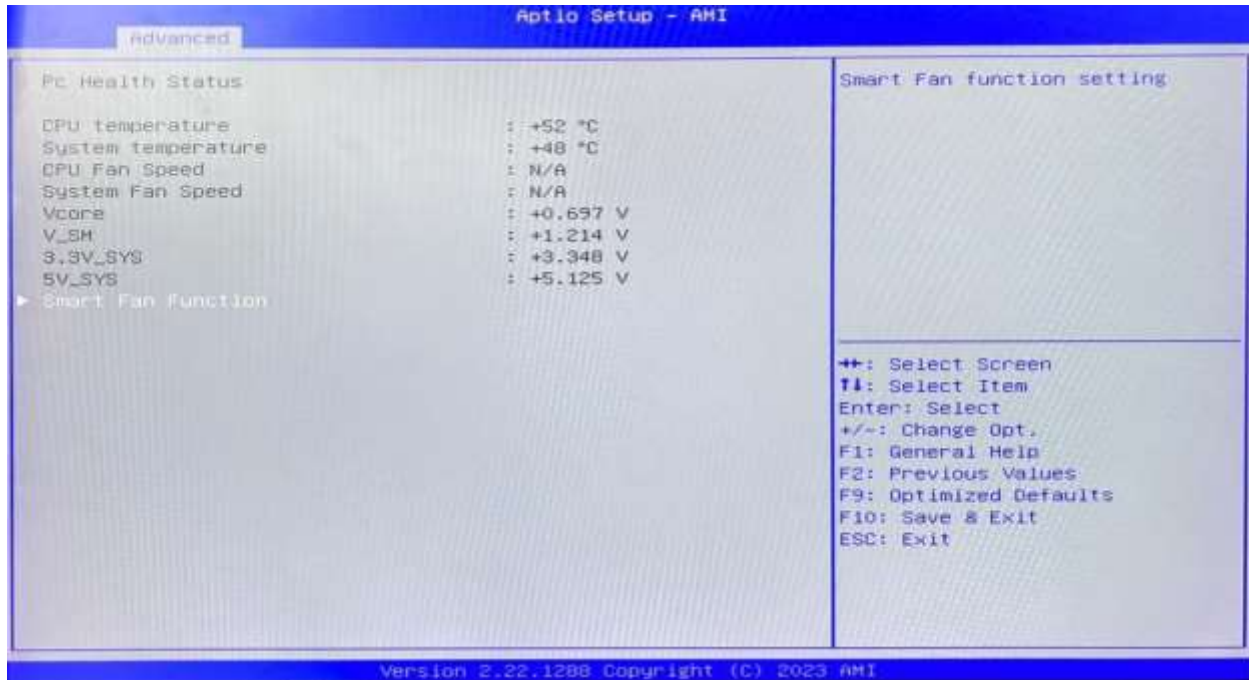 Aptio Setup - AMI
Advanced
Pc Health Status
CPU temperature : +52 °C
System temperature : +48 °C
CPU Fan Speed : N/A
System Fan Speed : N/A
Vcore : +0.697 V
V_SM : +1.214 V
3.3V_SYS : +3.348 V
5V_SYS : +5.125 V
► Smart Fan Function
Smart Fan function setting
→←: Select Screen
↑↓: Select Item
Enter: Select
+/-: Change Opt.
F1: General Help
F2: Previous Values
F9: Optimized Defaults
F10: Save & Exit
ESC: Exit
Version 2.22.1288 Copyright (C) 2023 AMI